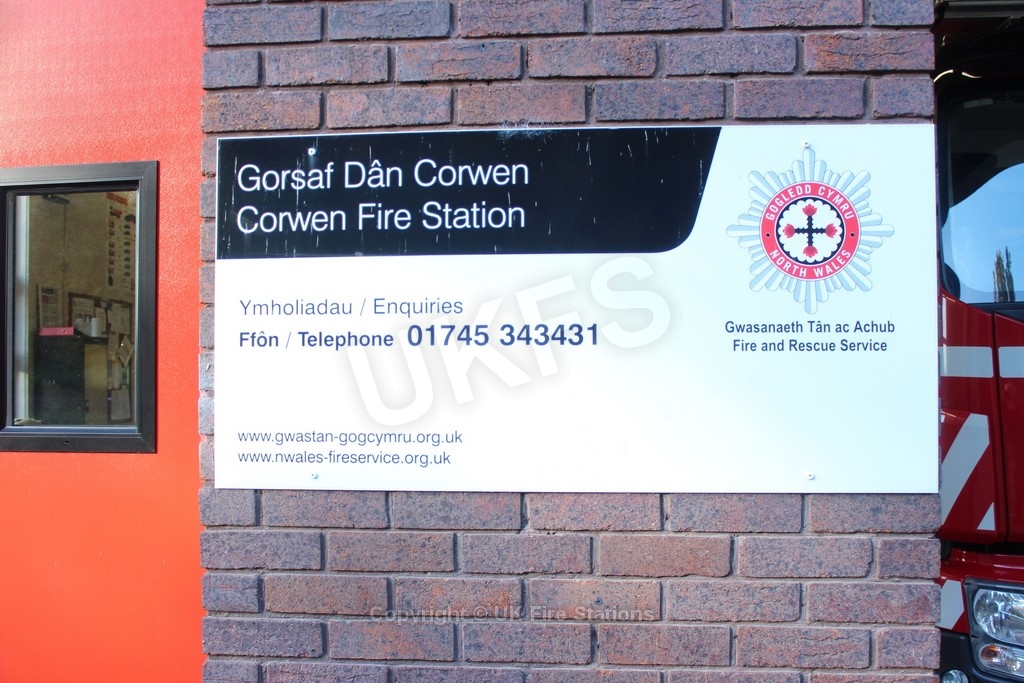 Gorsaf Dân Corwen
Corwen Fire Station
GOGLEDD CYMRU
NORTH WALES
Gwasanaeth Tân ac Achub
Fire and Rescue Service
Ymholiadau / Enquiries
Ffôn / Telephone 01745 343431
www.gwastan-gogcymru.org.uk
www.nwales-fireservice.org.uk
UKFS
Copyright © UK Fire Stations